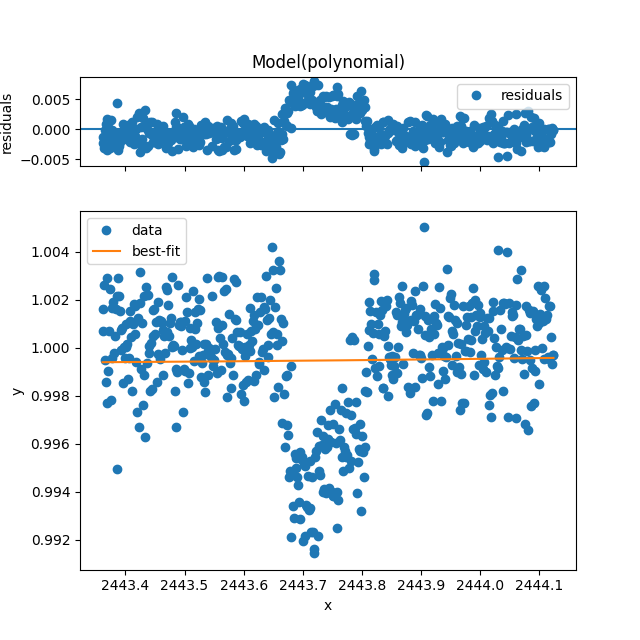 Model(polynomial)
residuals
0.005
0.000
−0.005
residuals
data
best-fit
y
1.004
1.002
1.000
0.998
0.996
0.994
0.992
2443.4 2443.5 2443.6 2443.7 2443.8 2443.9 2444.0 2444.1
x